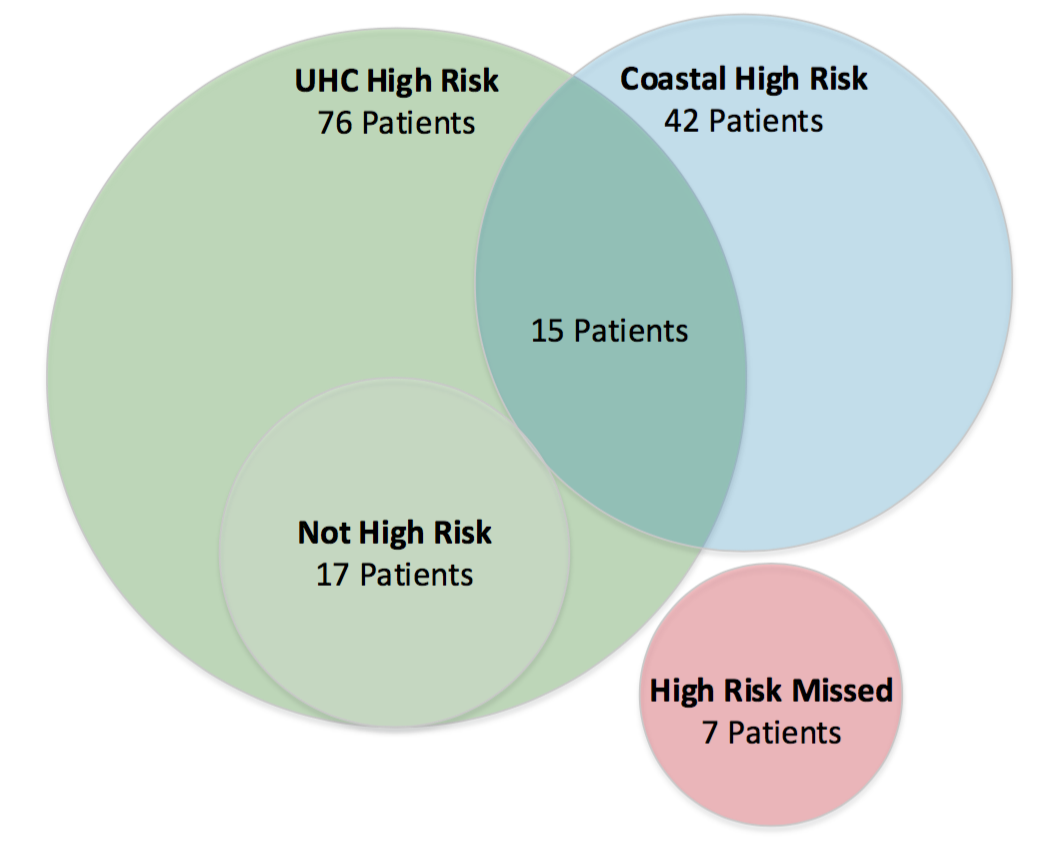 UHC High Risk
76 Patients
Coastal High Risk
42 Patients
15 Patients
Not High Risk
17 Patients
High Risk Missed
7 Patients